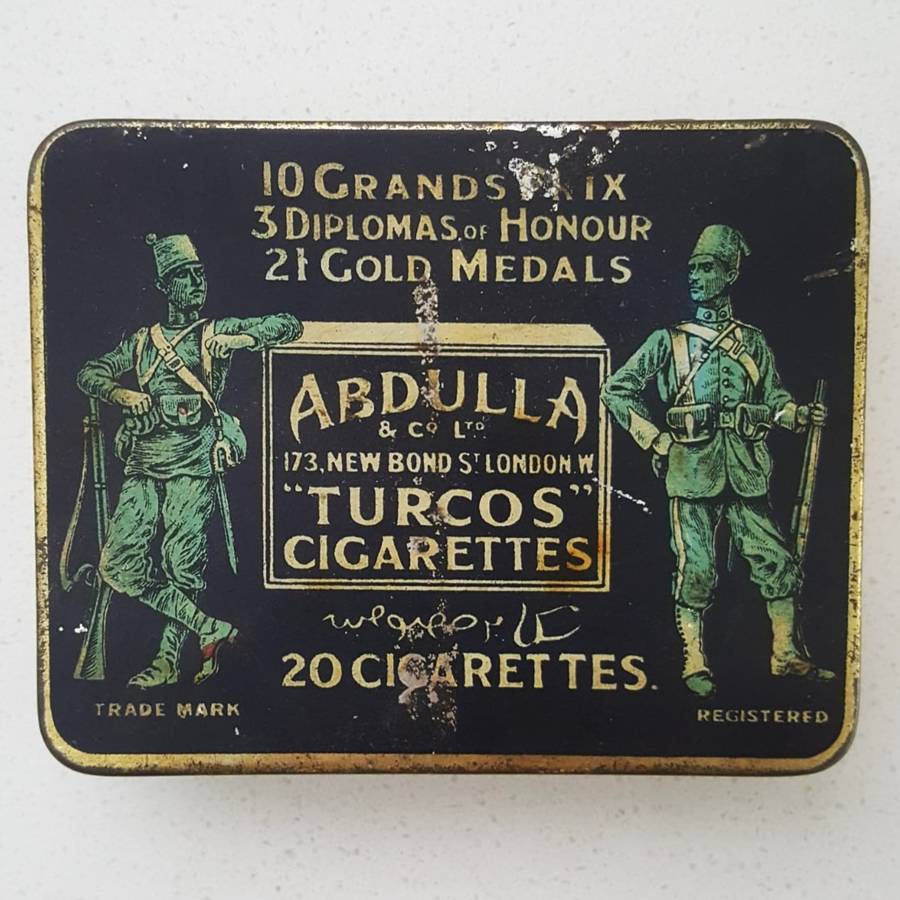 10 GRANDS PRIX
3 DIPLOMAS. OF HONOUR
21 GOLD MEDALS
ABDULLA
& Co LTD
173, NEW BOND ST LONDON. W.
"TURCOS"
CIGARETTES
20 CIGARETTES.
TRADE MARK
REGISTERED